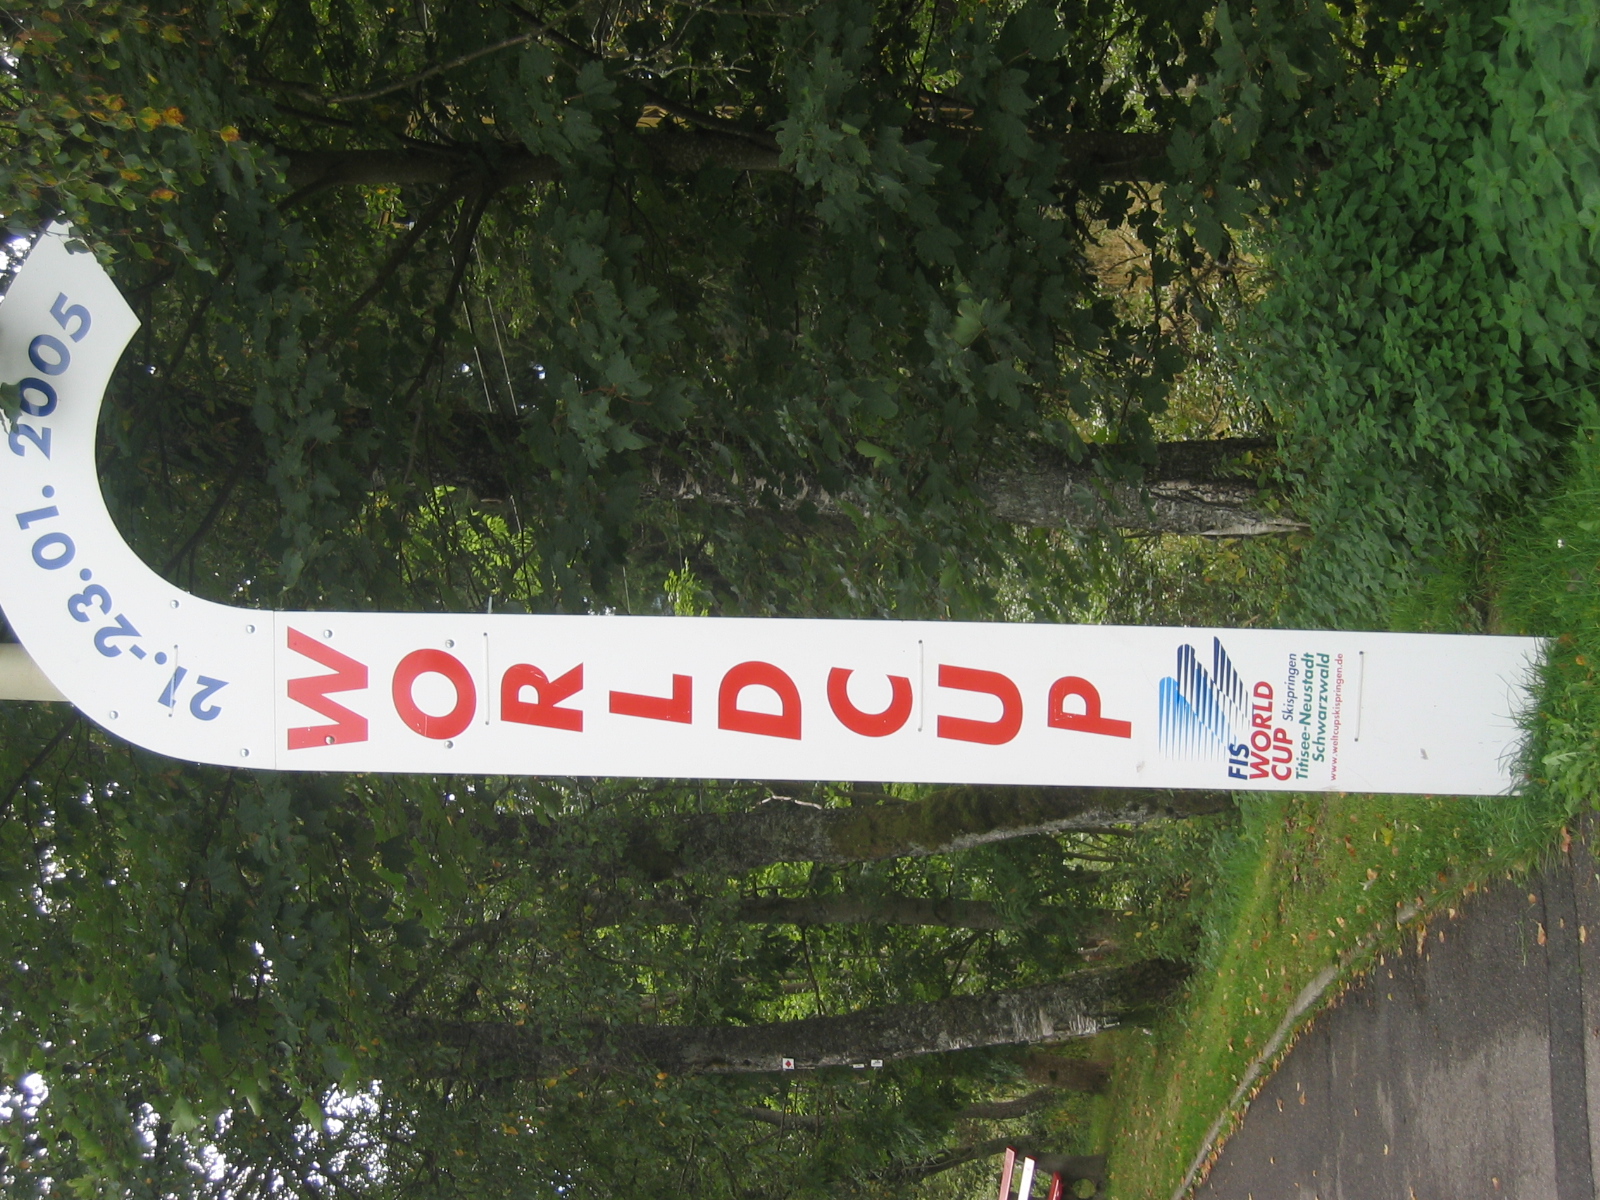 21.-23.01.2005
WORLDCUP
FIS
WORLD
CUP Skispringen
Titisee-Neustadt
Schwarzwald
www.weltcupskispringen.de